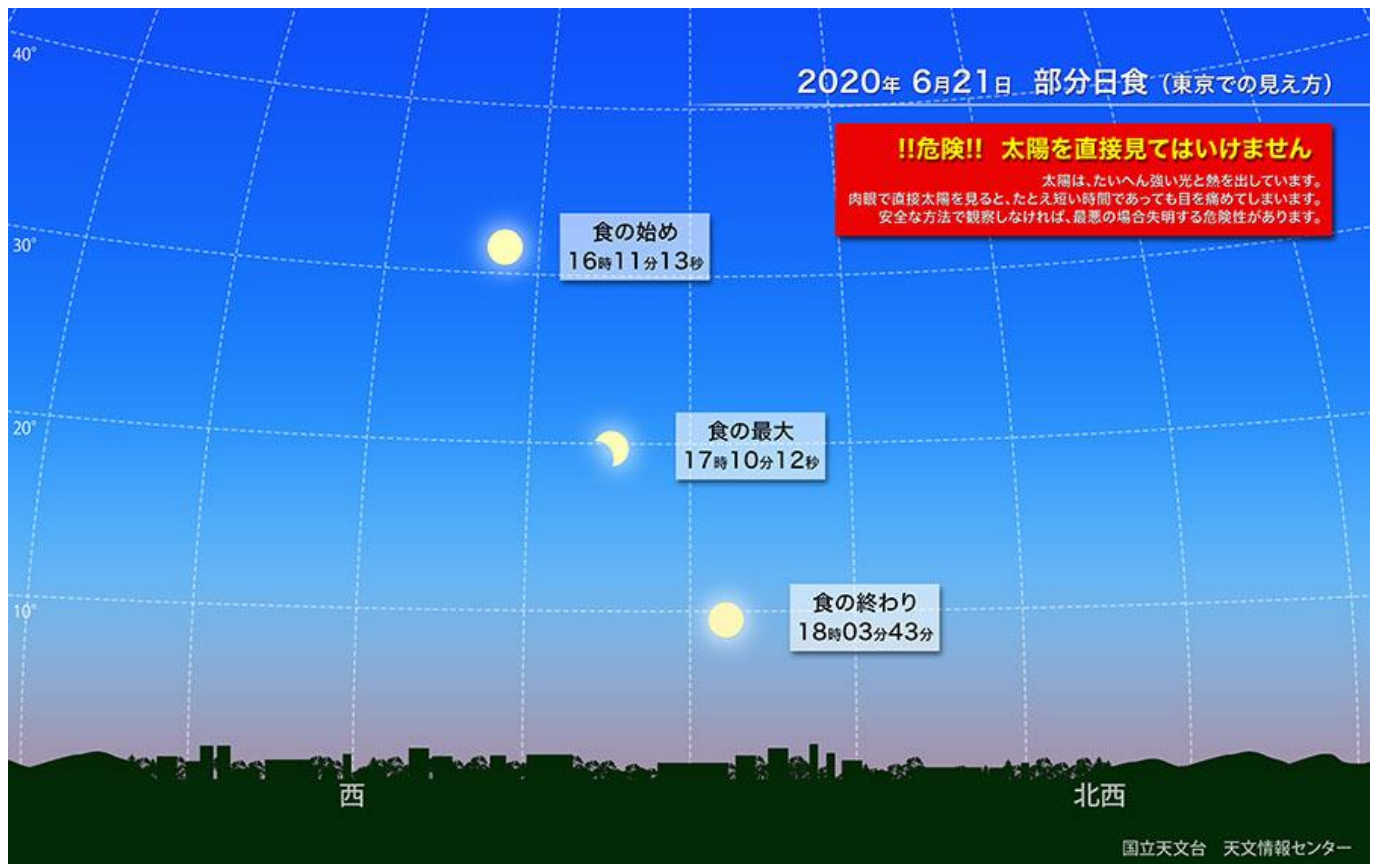 40°
2020年 6月21日 部分日食（東京での見え方）
!!危険!! 太陽を直接見てはいけません
太陽は、たいへん強い光と熱を出しています。
肉眼で直接太陽を見ると、たとえ短い時間であっても目を痛めてしまいます。
安全な方法で観察しなければ、最悪の場合失明する危険性があります。
30°
食の始め
16時11分13秒
20°
食の最大
17時10分12秒
10°
食の終わり
18時03分43分
西
北西
国立天文台 天文情報センター